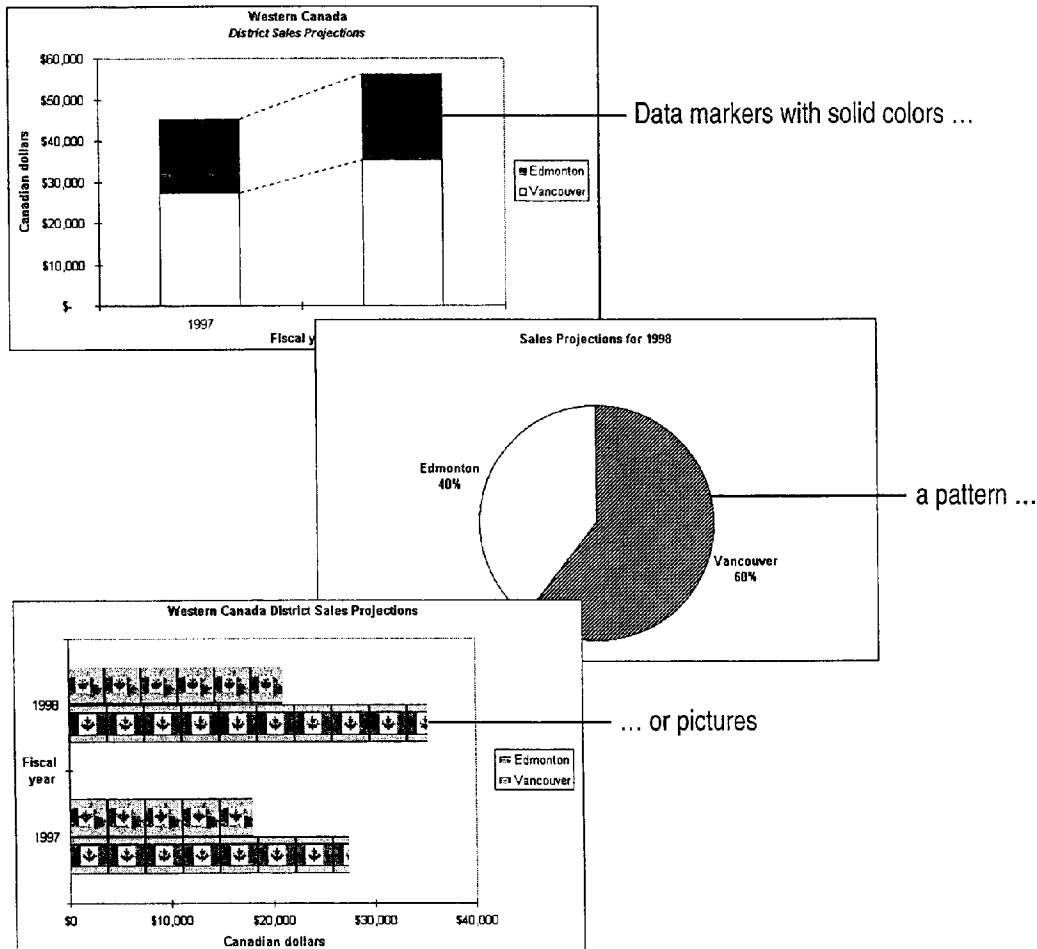 Western Canada
District Sales Projections
$60,000
$50,000
$40,000
$30,000
$20,000
$10,000
$-
Canadian dollars
1997
Fiscal y
Edmonton
Vancouver
Data markers with solid colors ...
Sales Projections for 1998
Edmonton
40%
Vancouver
60%
a pattern ...
Western Canada District Sales Projections
1998
Fiscal
year
1997
$0 $10,000 $20,000 $30,000 $40,000
Canadian dollars
Edmonton
Vancouver
... or pictures